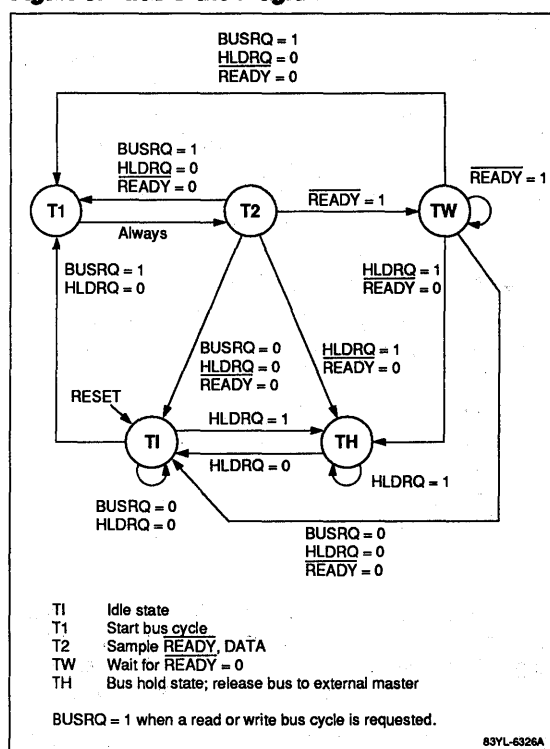 BUSRQ = 1
HLDRQ = 0
READY = 0
BUSRQ = 1
HLDRQ = 0
READY = 0
READY = 1
T1
T2
READY = 1
TW
Always
BUSRQ = 1
HLDRQ = 0
HLDRQ = 1
READY = 0
BUSRQ = 0
HLDRQ = 0
READY = 0
HLDRQ = 1
READY = 0
RESET
HLDRQ = 1
TI
TH
HLDRQ = 0
HLDRQ = 1
BUSRQ = 0
HLDRQ = 0
BUSRQ = 0
HLDRQ = 0
READY = 0
TI Idle state
T1 Start bus cycle
T2 Sample READY, DATA
TW Wait for READY = 0
TH Bus hold state; release bus to external master
BUSRQ = 1 when a read or write bus cycle is requested.
83YL-6326A